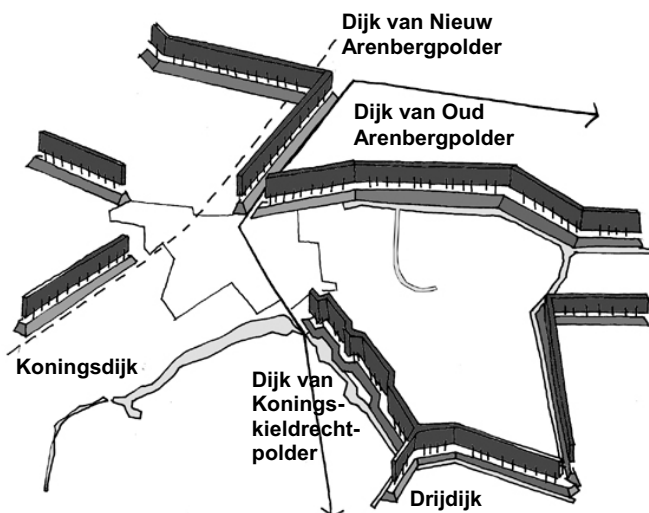 Dijk van Nieuw
Arenbergpolder
Dijk van Oud
Arenbergpolder
Koningsdijk
Dijk van
Konings-
kieldrecht-
polder
Drijdijk